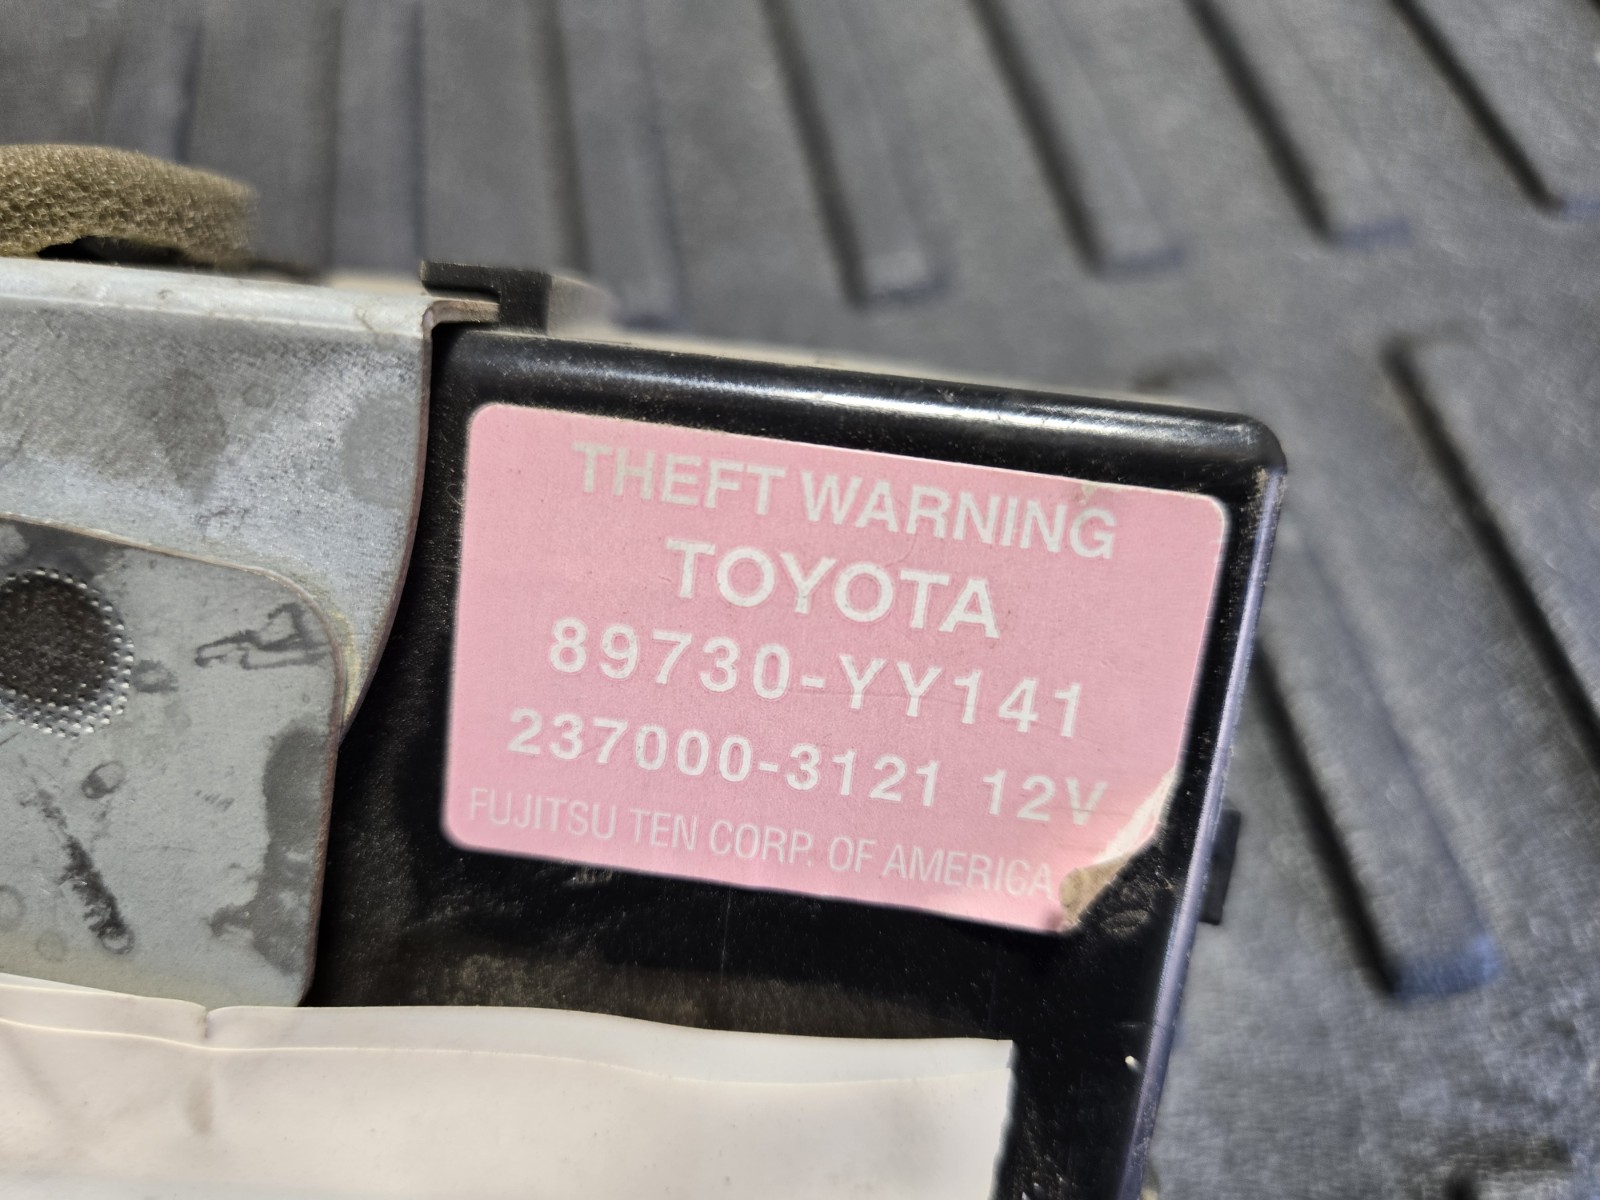 THEFT WARNING
TOYOTA
89730-YY141
237000-3121 12V
FUJITSU TEN CORP. OF AMERICA